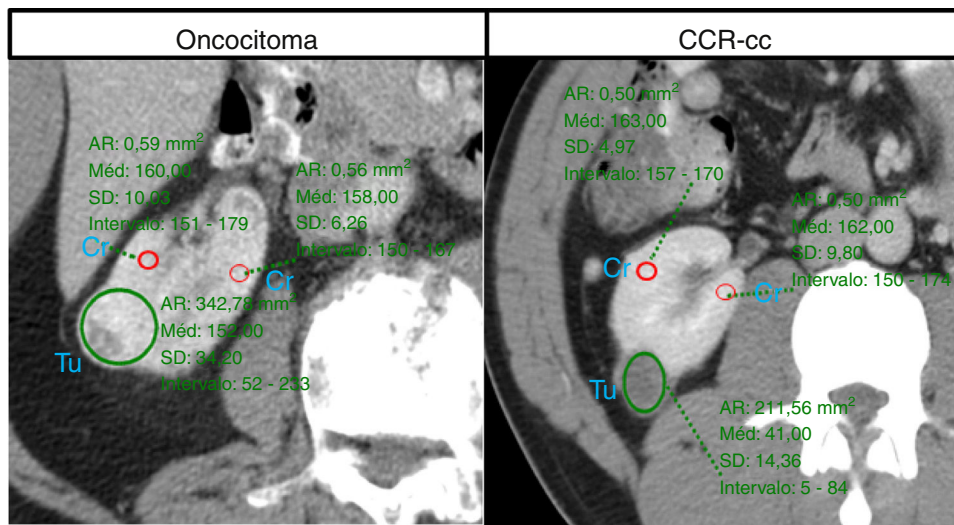 Oncocitoma
CCR-cc
AR: 0,59 mm²
Méd: 160,00
SD: 10,03
Intervalo: 151 - 179
Cr
AR: 0,56 mm²
Méd: 158,00
SD: 6,26
Intervalo: 150 - 167
Cr
AR: 342,78 mm²
Méd: 152,00
SD: 34,20
Intervalo: 52 - 233
Tu
AR: 0,50 mm²
Méd: 163,00
SD: 4,97
Intervalo: 157 - 170
Cr
AR: 0,50 mm²
Méd: 162,00
SD: 9,80
Intervalo: 150 - 174
Cr
Tu
AR: 211,56 mm²
Méd: 41,00
SD: 14,36
Intervalo: 5 - 84